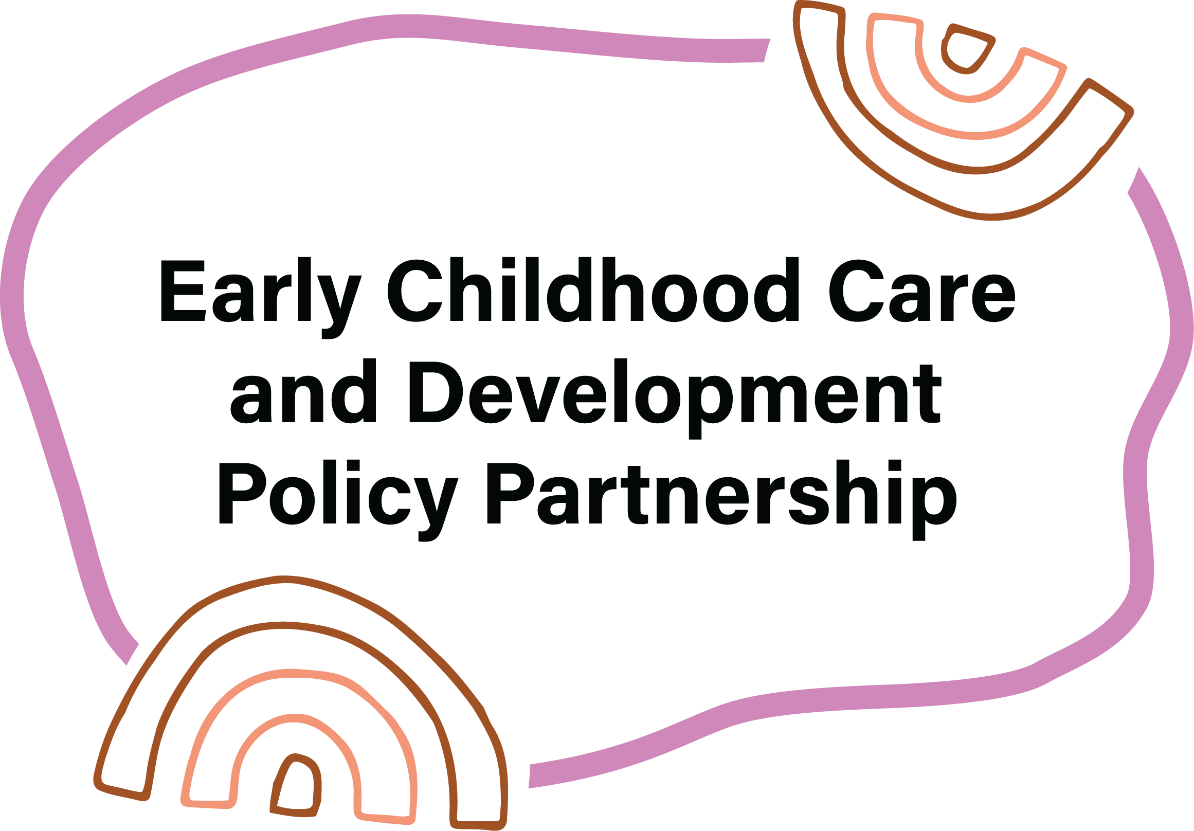 Early Childhood Care
and Development
Policy Partnership